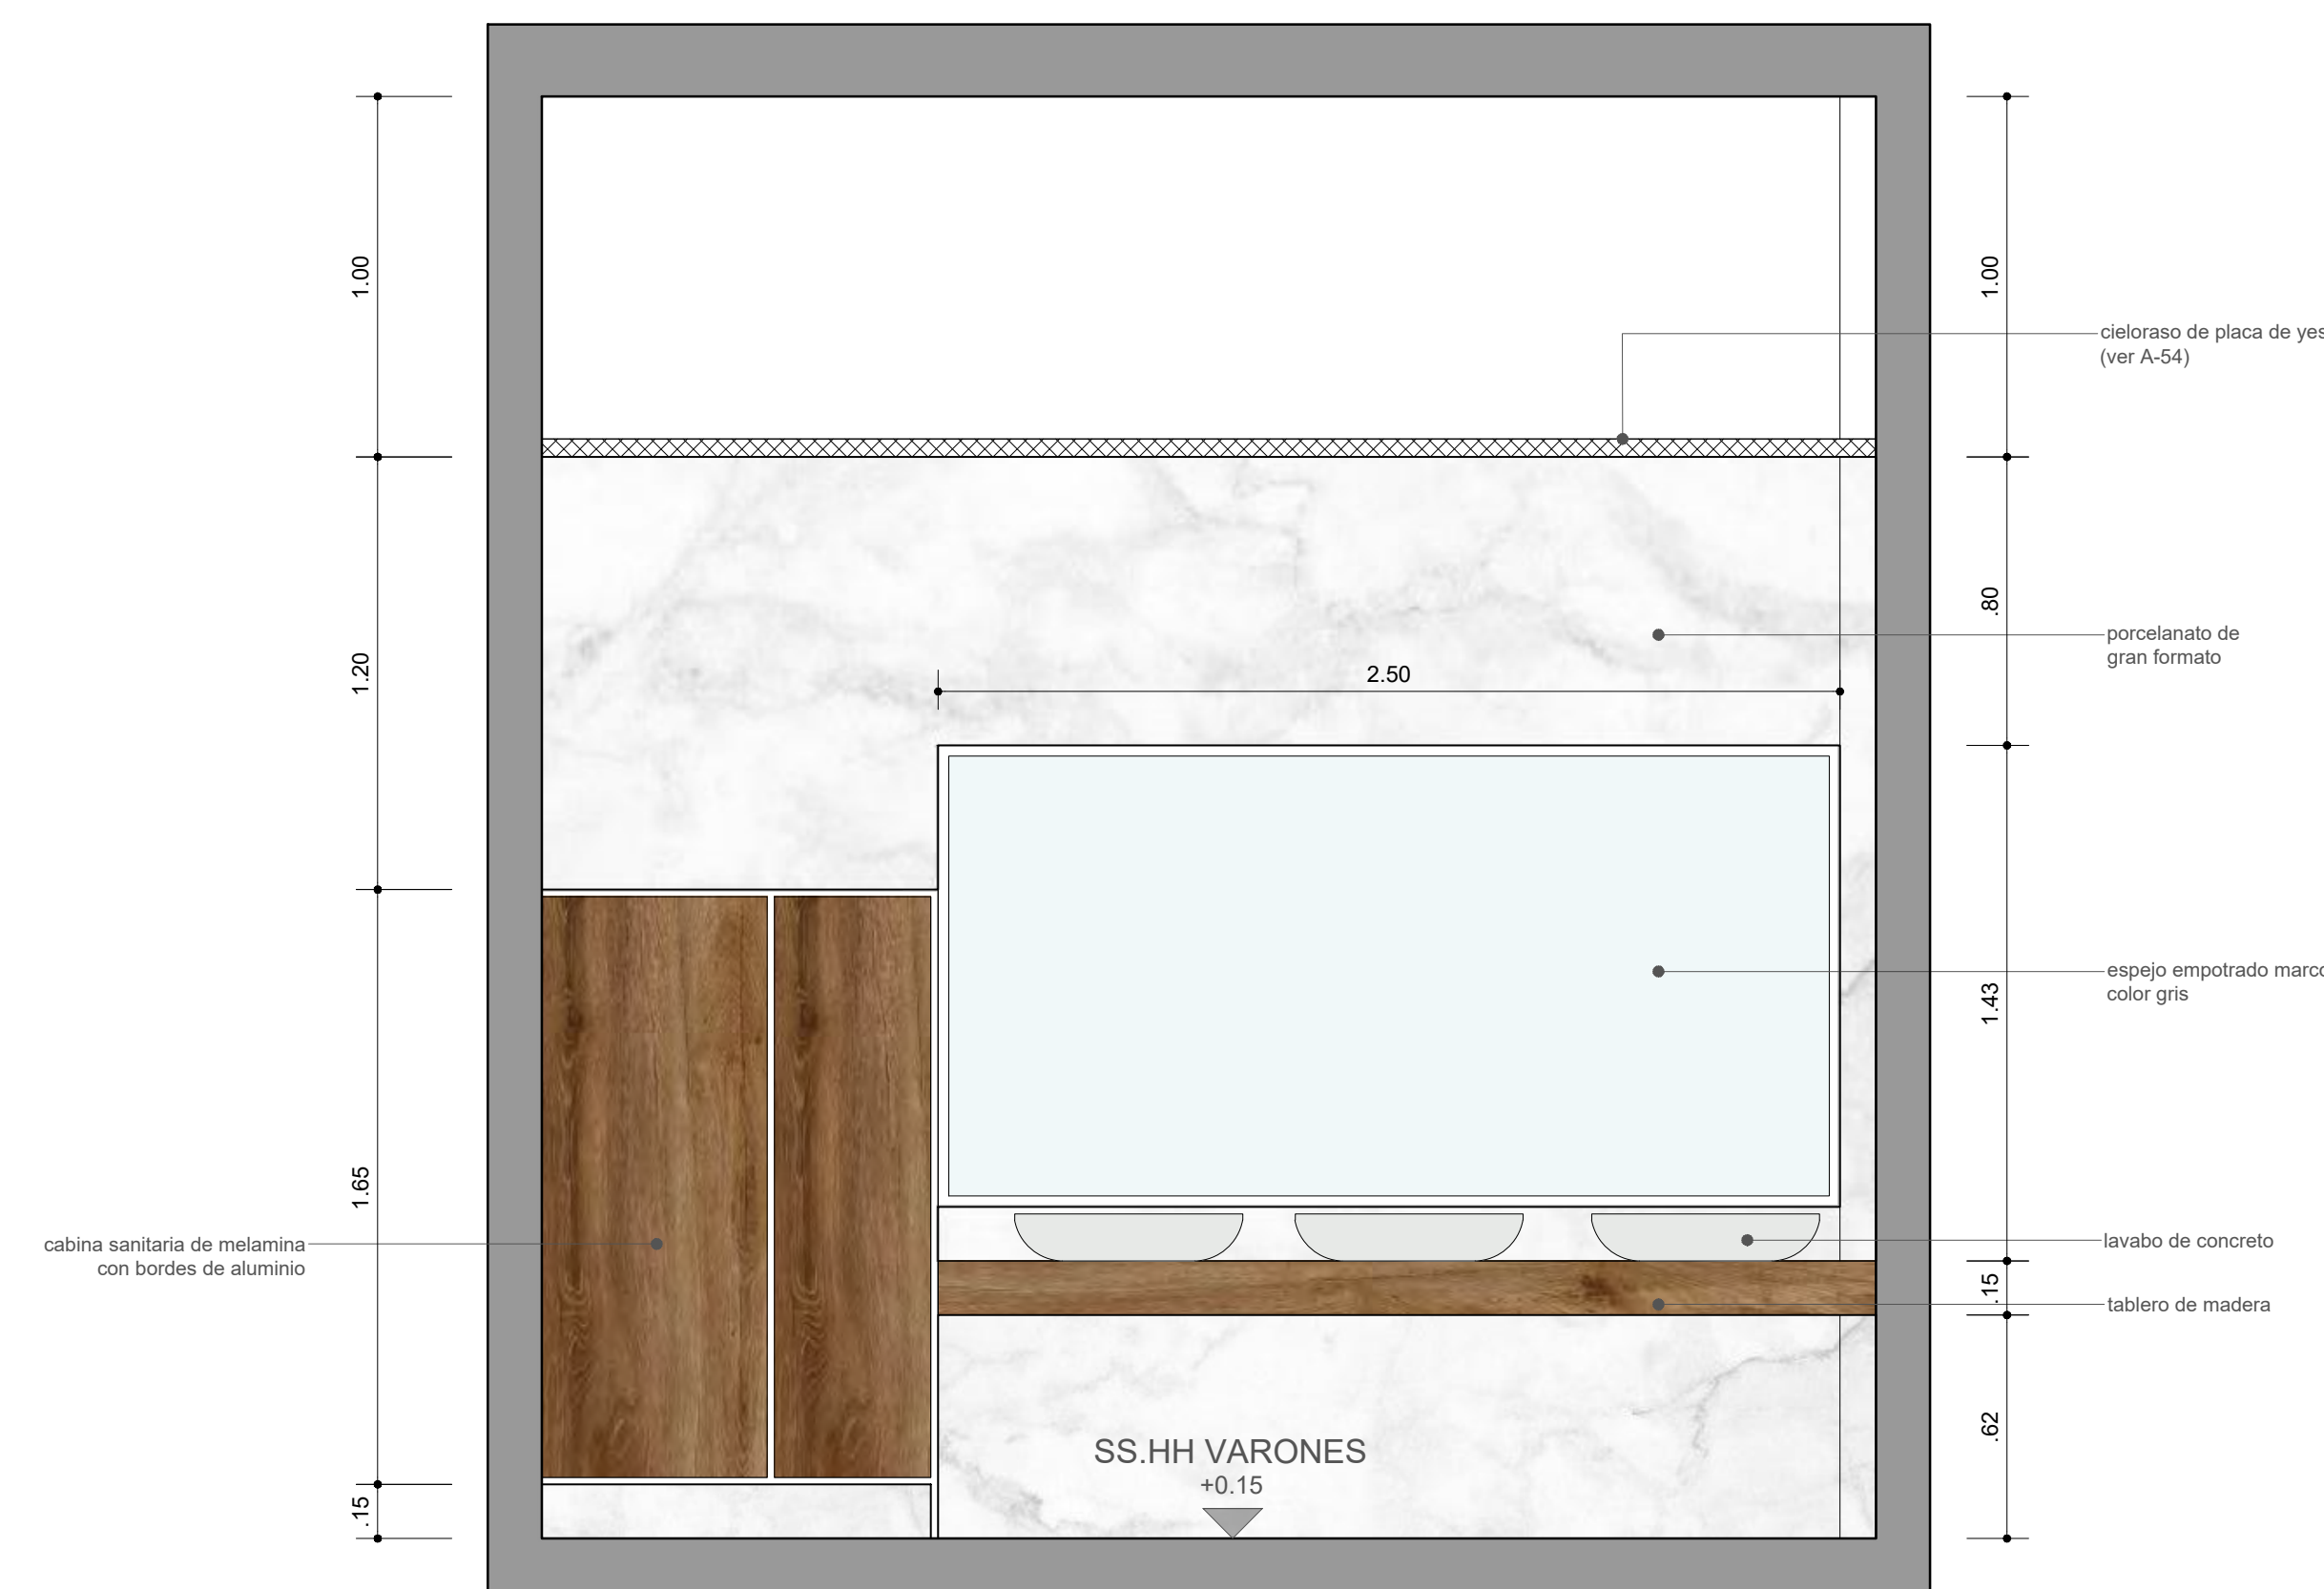 1.00
1.00
cieloraso de placa de
(ver A-54)
.80
porcelanato de
gran formato
1.20
2.50
espejo empotrado
color gris
1.43
1.65
cabina sanitaria de melamina
con bordes de aluminio
lavabo de concreto
.15
tablero de madera
.62
SS.HH VARONES
+0.15
.15